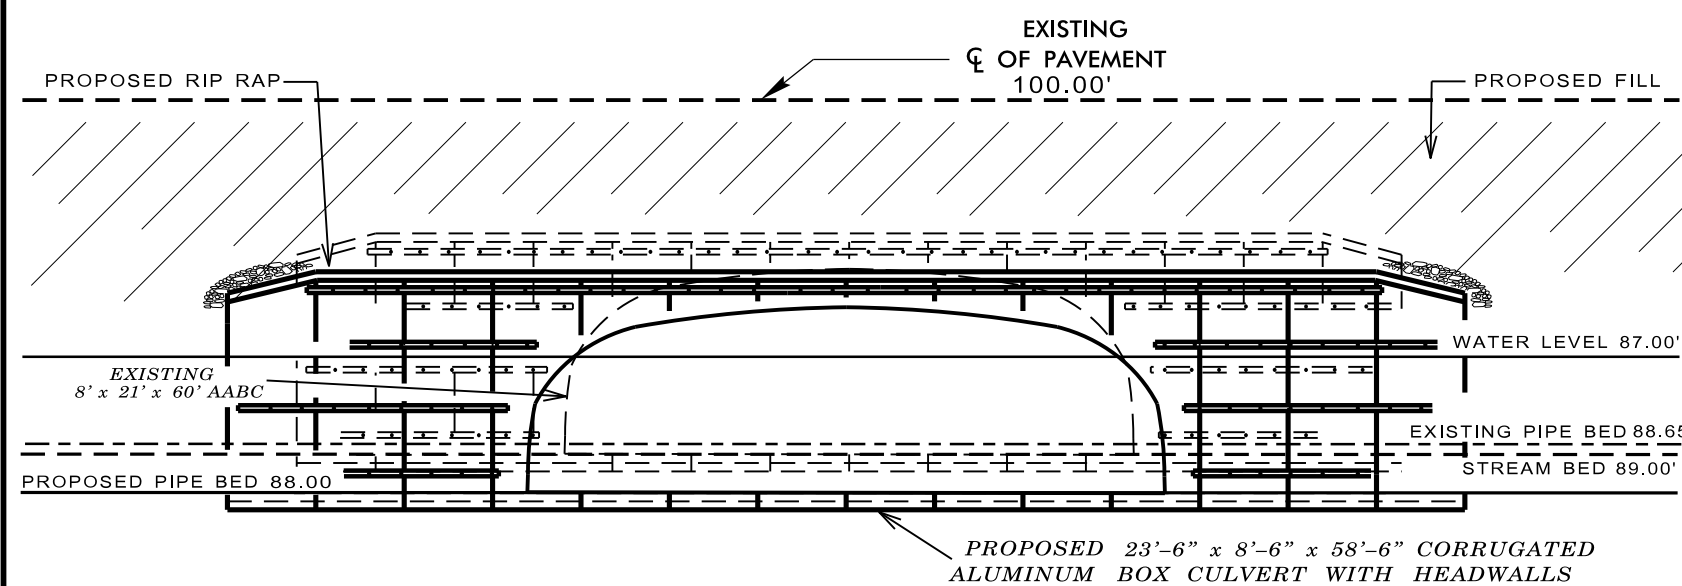 EXISTING
℄ OF PAVEMENT
100.00'
PROPOSED RIP RAP
PROPOSED FILL
WATER LEVEL 87.00'
EXISTING
8' x 21' x 60' AABC
EXISTING PIPE BED 88.65
STREAM BED 89.00'
PROPOSED PIPE BED 88.00
PROPOSED 23'–6” x 8'–6” x 58'–6” CORRUGATED
ALUMINUM BOX CULVERT WITH HEADWALLS